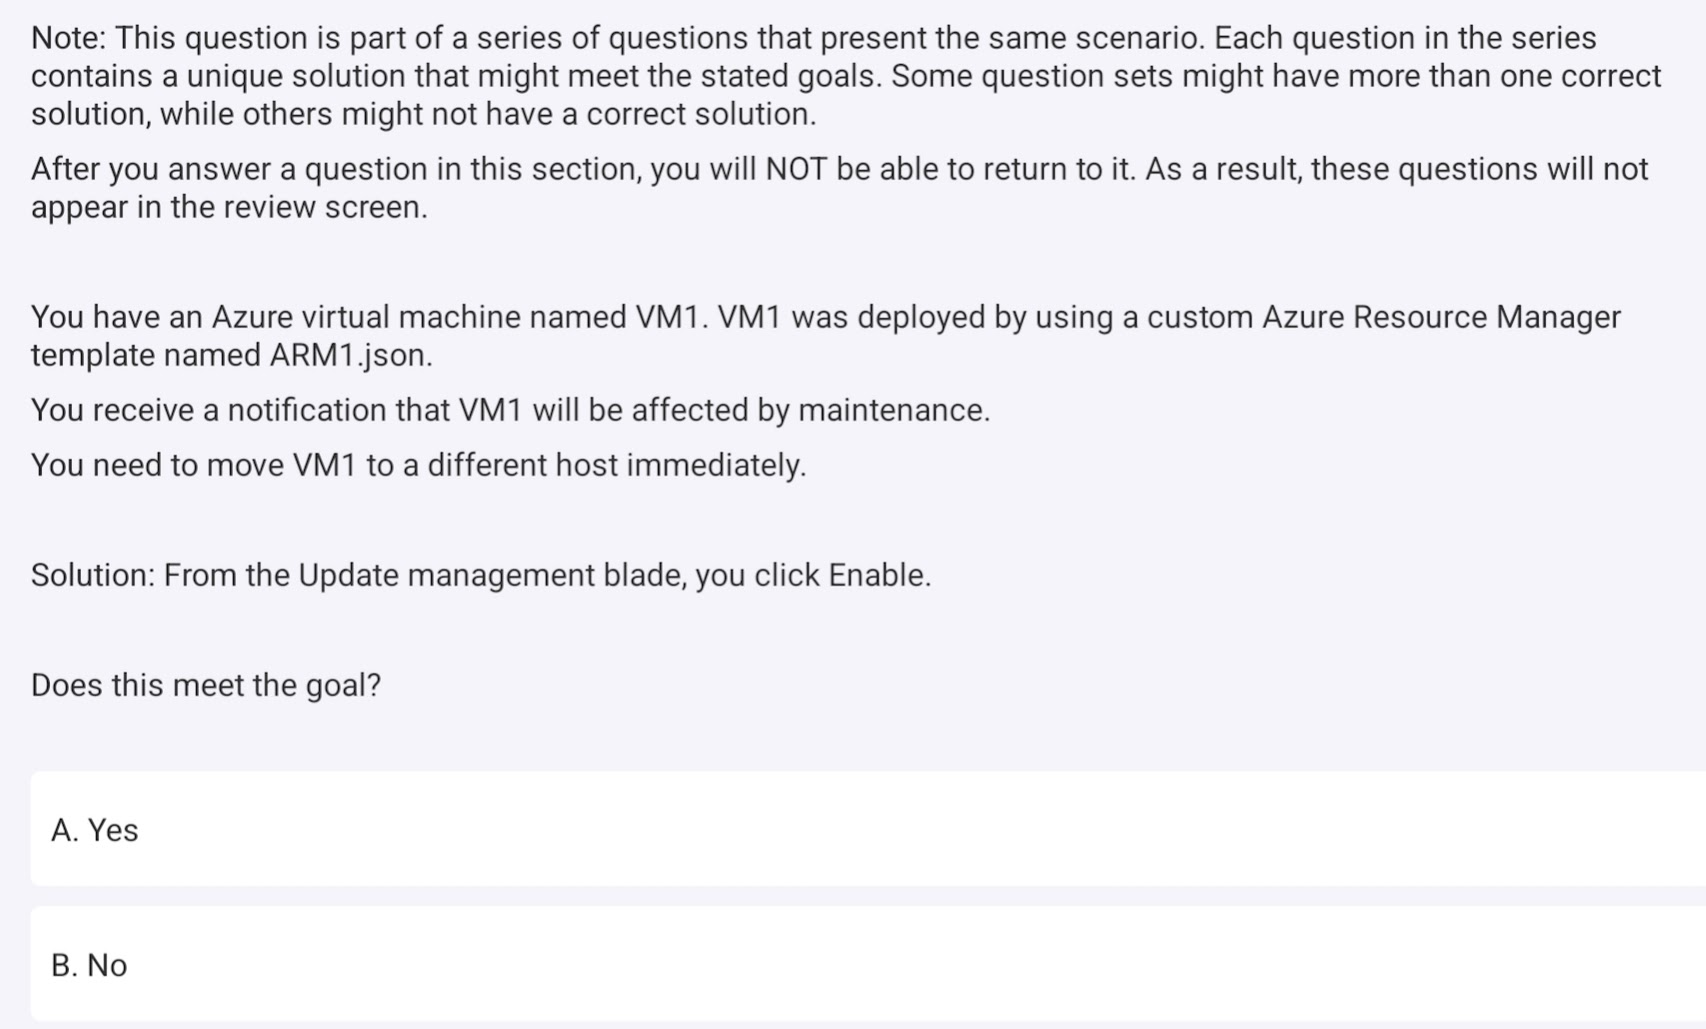 Note: This question is part of a series of questions that present the same scenario. Each question in the series
contains a unique solution that might meet the stated goals. Some question sets might have more than one correct
solution, while others might not have a correct solution.
After you answer a question in this section, you will NOT be able to return to it. As a result, these questions will not
appear in the review screen.
You have an Azure virtual machine named VM1. VM1 was deployed by using a custom Azure Resource Manager
template named ARM1.json.
You receive a notification that VM1 will be affected by maintenance.
You need to move VM1 to a different host immediately.
Solution: From the Update management blade, you click Enable.
Does this meet the goal?
A. Yes
B. No